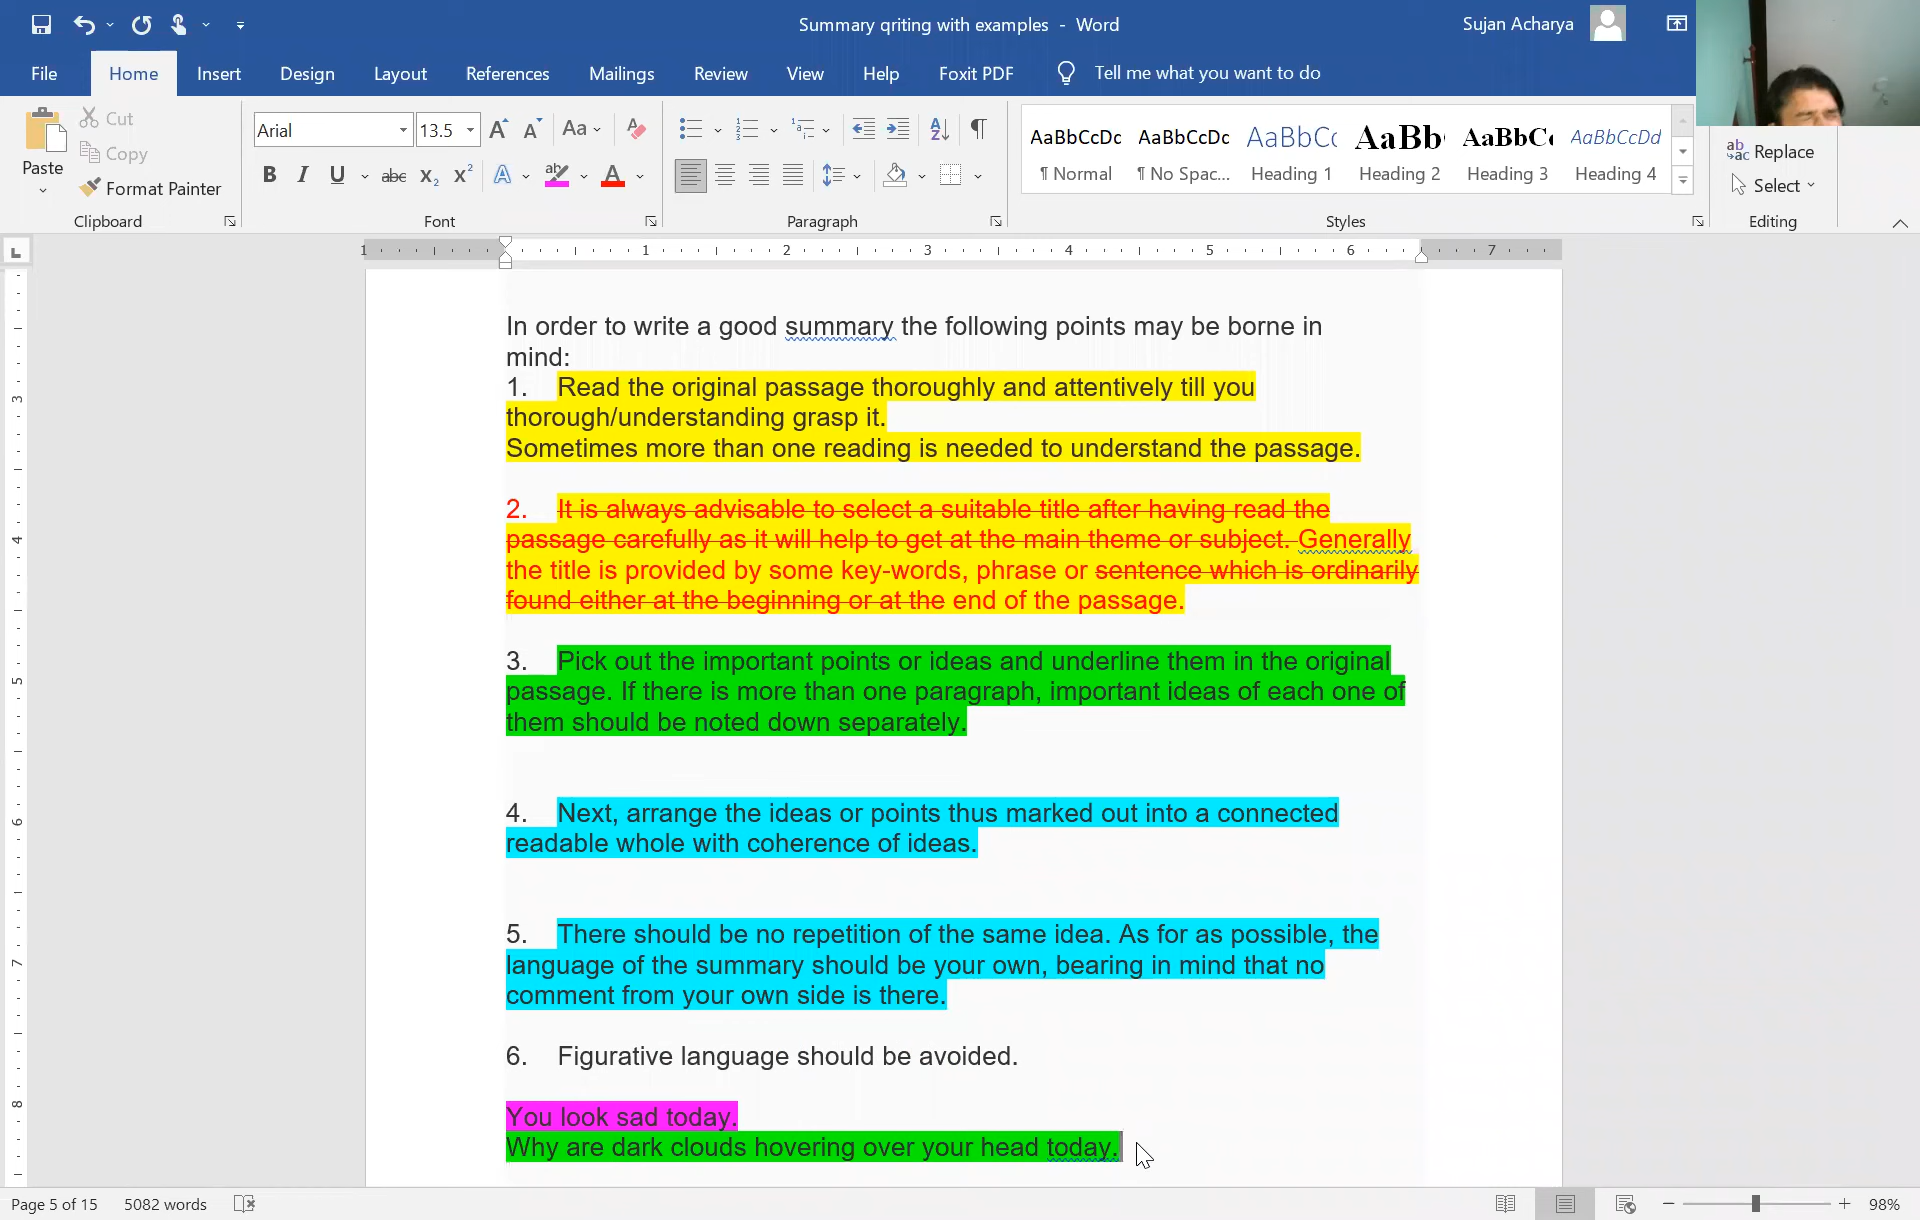 Summary qriting with examples - Word
Sujan Acharya
File Home Insert Design Layout References Mailings Review View Help Foxit PDF Tell me what you want to do
Paste
Cut
Copy
Format Painter
Clipboard
Arial 13.5
Font
Paragraph
AaBbCcDc AaBbCcDc AaBbCc AaBb AaBbCc AaBbCcDd
¶ Normal ¶ No Spac... Heading 1 Heading 2 Heading 3 Heading 4
Styles
Replace
Select
Editing
1 1 2 3 4 5 6 7
In order to write a good summary the following points may be borne in
mind:
1. Read the original passage thoroughly and attentively till you
thorough/understanding grasp it.
Sometimes more than one reading is needed to understand the passage.
2. It is always advisable to select a suitable title after having read the
passage carefully as it will help to get at the main theme or subject. Generally
the title is provided by some key-words, phrase or sentence which is ordinarily
found either at the beginning or at the end of the passage.
3. Pick out the important points or ideas and underline them in the original
passage. If there is more than one paragraph, important ideas of each one of
them should be noted down separately.
4. Next, arrange the ideas or points thus marked out into a connected
readable whole with coherence of ideas.
5. There should be no repetition of the same idea. As for as possible, the
language of the summary should be your own, bearing in mind that no
comment from your own side is there.
6. Figurative language should be avoided.
You look sad today.
Why are dark clouds hovering over your head today.
Page 5 of 15 5082 words
98%